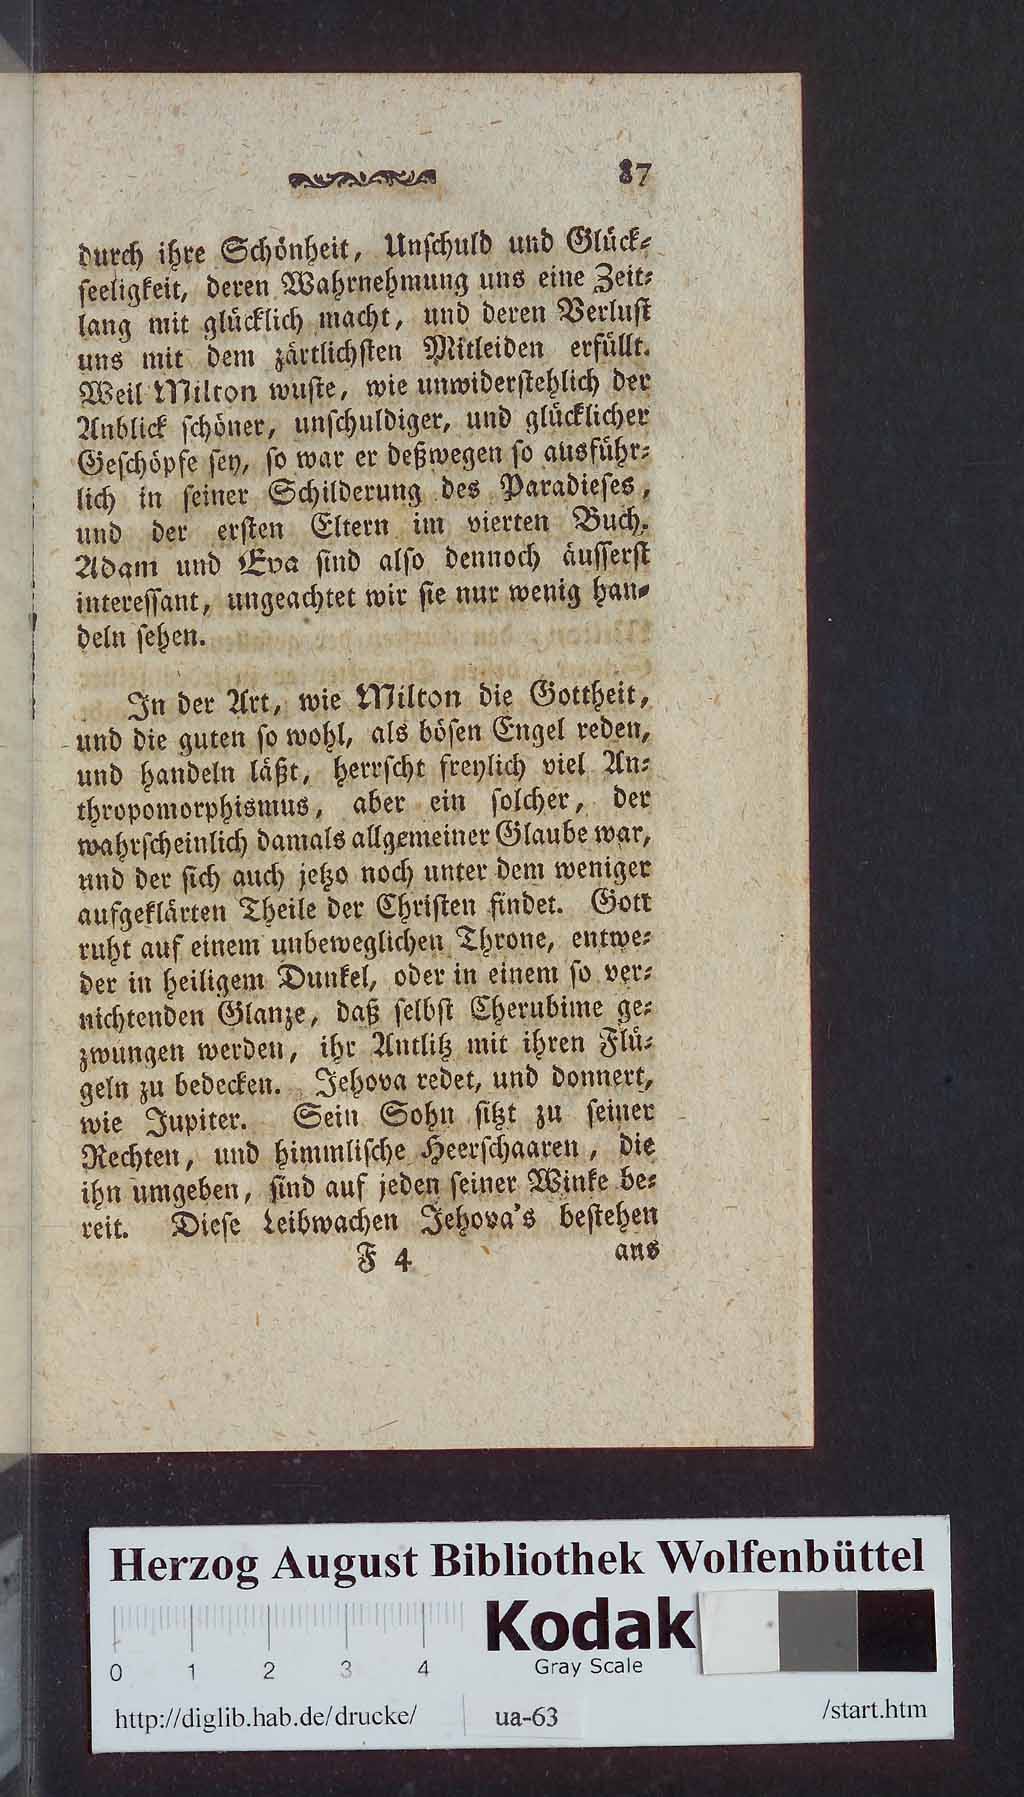 87
durch ihre Schönheit, Unschuld und Glück-
seeligkeit, deren Wahrnehmung uns eine Zeit-
lang mit glücklich macht, und deren Verlust
uns mit dem zärtlichsten Mitleiden erfüllt.
Weil Milton wuste, wie unwiderstehlich der
Anblick schöner, unschuldiger, und glücklicher
Geschöpfe sey, so war er deßwegen so ausführ-
lich in seiner Schilderung des Paradieses,
und der ersten Eltern im vierten Buch.
Adam und Eva sind also dennoch äusserst
interessant, ungeachtet wir sie nur wenig han-
deln sehen.
In der Art, wie Milton die Gottheit,
und die guten so wohl, als bösen Engel reden,
und handeln läßt, herrscht freylich viel An-
thropomorphismus, aber ein solcher, der
wahrscheinlich damals allgemeiner Glaube war,
und der sich auch jetzo noch unter dem weniger
aufgeklärten Theile der Christen findet. Gott
ruht auf einem unbeweglichen Throne, entwe-
der in heiligem Dunkel, oder in einem so ver-
nichtenden Glanze, daß selbst Cherubime ge-
zwungen werden, ihr Antlitz mit ihren Flü-
geln zu bedecken. Jehova redet, und donnert,
wie Jupiter. Sein Sohn sitzt zu seiner
Rechten, und himmlische Heerschaaren, die
ihn umgeben, sind auf jeden seiner Winke be-
reit. Diese Leibwachen Jehova's bestehen
F 4 aus
Herzog August Bibliothek Wolfenbüttel
0 1 2 3 4
Kodak
Gray Scale
http://diglib.hab.de/drucke/ ua-63 /start.htm